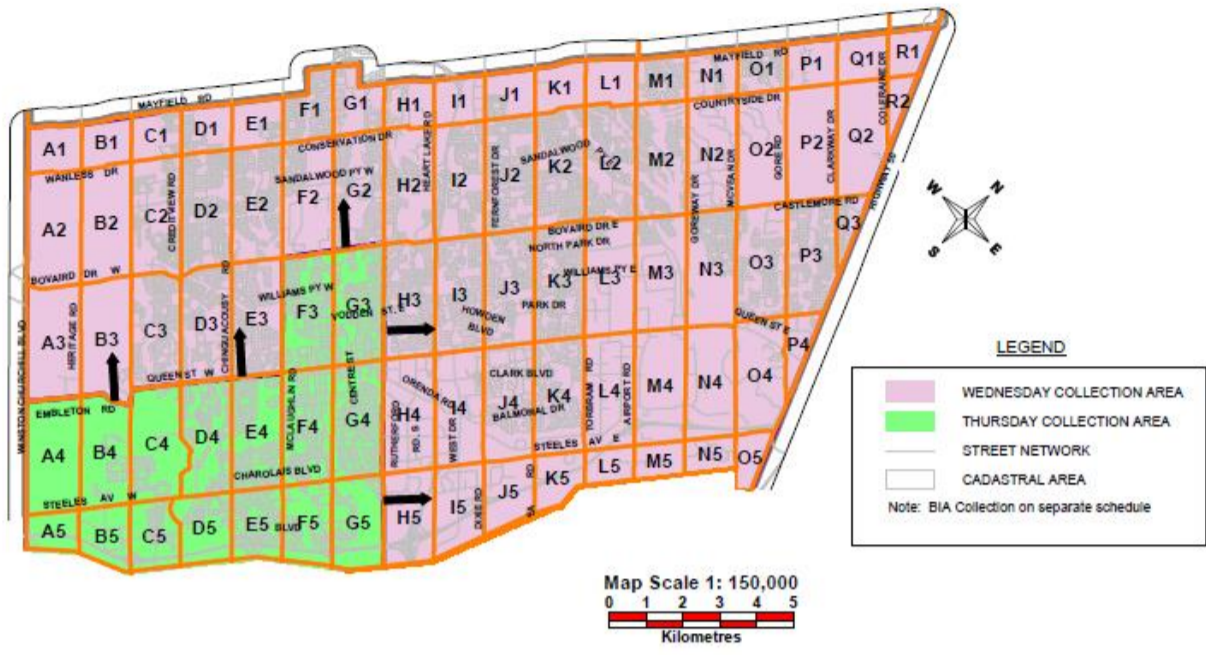 MAYFIELD RD
MAYFIELD RD
A1 B1 C1 D1 E1 F1 G1 H1 I1 J1 K1 L1 M1 N1 O1 P1 Q1 R1
COLERAINE DR
R2
WANLESS DR
CONSERVATION DR
COUNTRYSIDE DR
SANDALWOOD PY W
HEART LAKE RD
FERNFOREST DR
SANDALWOOD
A2 B2 C2 D2 E2 F2 G2 H2 I2 J2 K2 L2 M2 N2 O2 P2 Q2
CREDITVIEW RD
GOREWAY DR
MCVEAN DR
GORE RD
CLARKWAY DR
HIGHWAY 50
CASTLEMORE RD
BOVAIRD DR W
BOVAIRD DR E
NORTH PARK DR
WILLIAMS PY W
WILLIAMS PY E
A3 B3 C3 D3 E3 F3 G3 H3 I3 J3 K3 L3 M3 N3 O3 P3 Q3
WINSTON CHURCHILL BLVD
HERITAGE RD
CHINGUACOUSY RD
VODDEN ST. E
HOWDEN BLVD
PARK DR
QUEEN ST W
QUEEN ST E
P4
EMBLETON RD
MCLAUGHLIN RD
CENTRE ST
ORENDA RD
CLARK BLVD
BALMORAL DR
TORBRAM RD
AIRPORT RD
A4 B4 C4 D4 E4 F4 G4 H4 I4 J4 K4 L4 M4 N4 O4
RUTHERFORD RD. S
WEST DR
CHAROLAIS BLVD
STEELES AV W
STEELES AV E
DIXIE RD
RD
BLVD
A5 B5 C5 D5 E5 F5 G5 H5 I5 J5 K5 L5 M5 N5 O5
W N
S E
LEGEND
WEDNESDAY COLLECTION AREA
THURSDAY COLLECTION AREA
STREET NETWORK
CADASTRAL AREA
Note: BIA Collection on separate schedule
Map Scale 1: 150,000
0 1 2 3 4 5
Kilometres